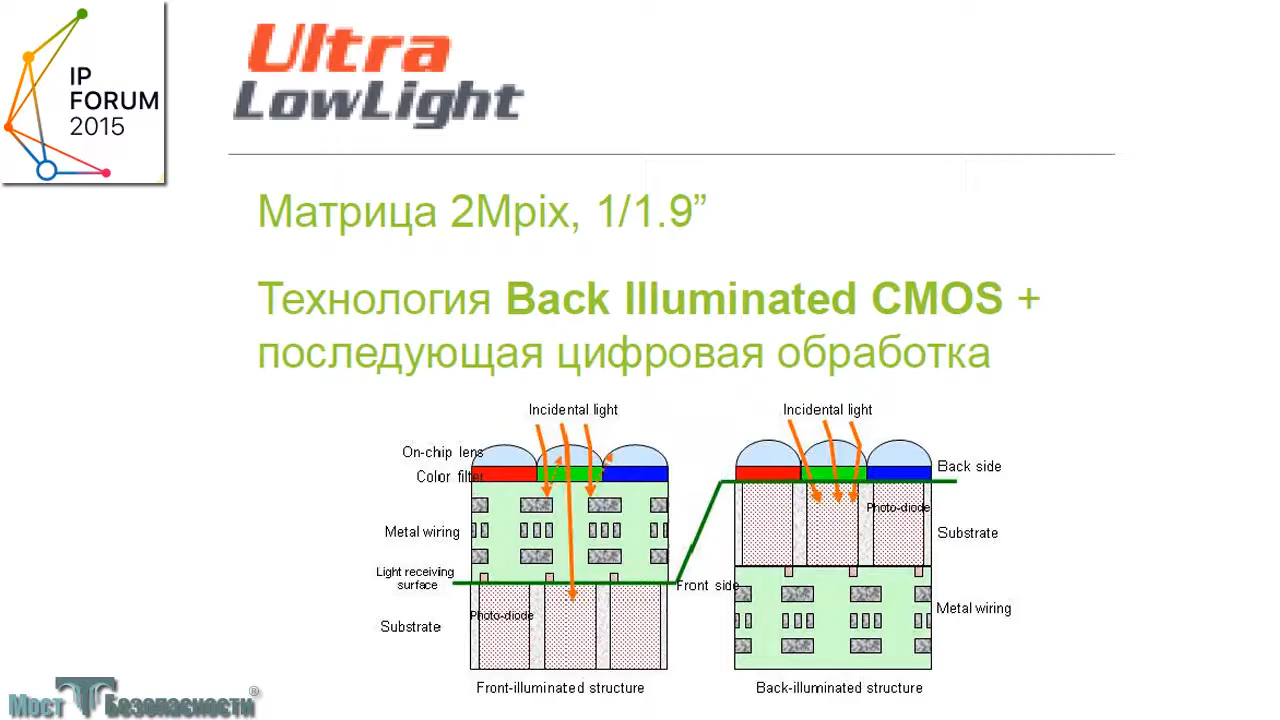 IP
FORUM
2015
Ultra
LowLight
Матрица 2Mpix, 1/1.9”
Технология Back Illuminated CMOS +
последующая цифровая обработка
Incidental light
On-chip lens
Color filter
Metal wiring
Light receiving
surface
Front side
Photo-diode
Substrate
Front-illuminated structure
Incidental light
Back side
Photo-diode
Substrate
Metal wiring
Back-illuminated structure
Мост Безопасности®